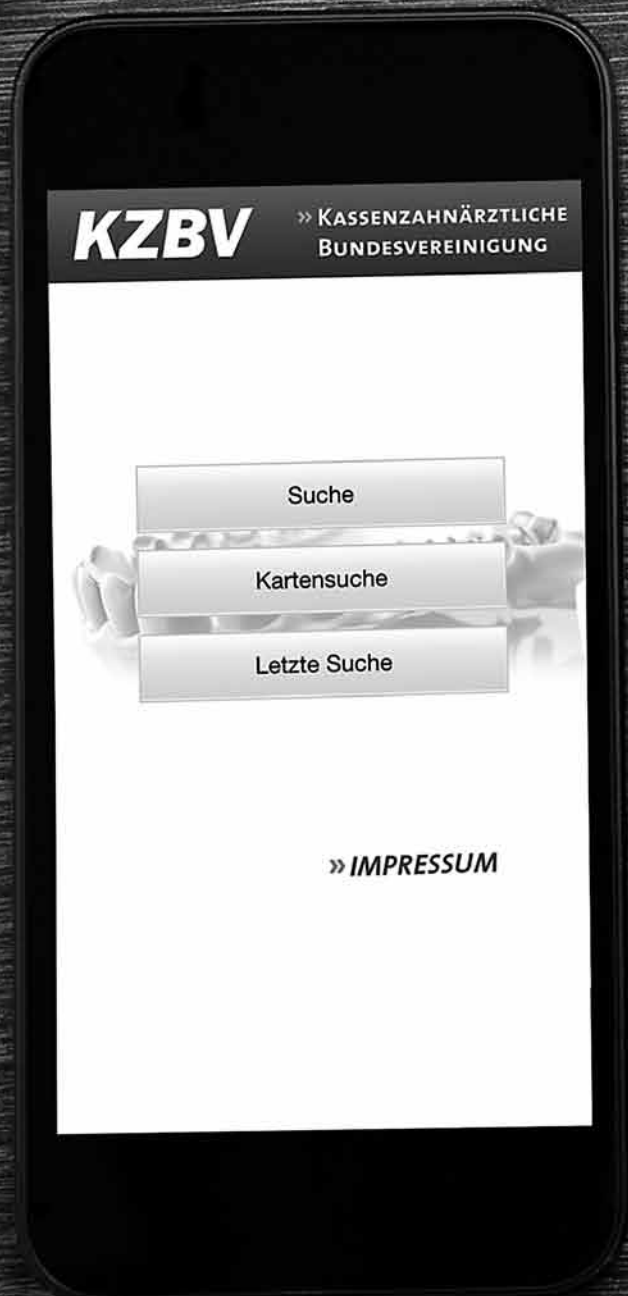 KZBV
» KASSENZAHNÄRZTLICHE
BUNDESVEREINIGUNG
Suche
Kartensuche
Letzte Suche
» IMPRESSUM